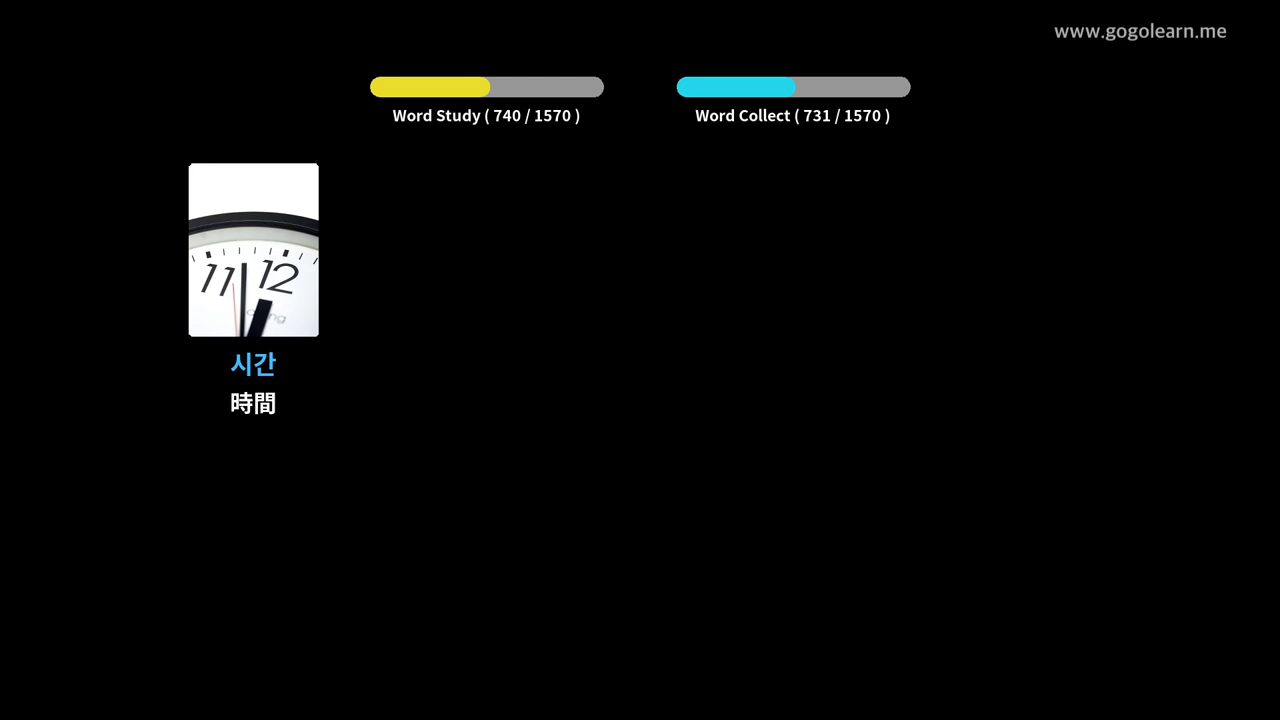 www.gogolearn.me
Word Study ( 740 / 1570 )
Word Collect ( 731 / 1570 )
11 12
시간
時間